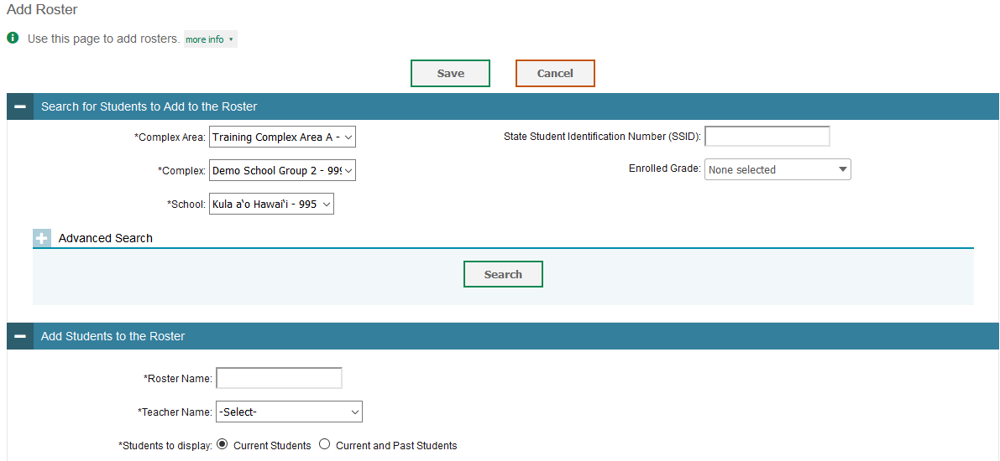 Add Roster
Use this page to add rosters. more info
Save Cancel
Search for Students to Add to the Roster
*Complex Area: Training Complex Area A - State Student Identification Number (SSID):
*Complex: Demo School Group 2 - 999 Enrolled Grade: None selected
*School: Kula a‘o Hawai‘i - 995
Advanced Search
Search
Add Students to the Roster
*Roster Name:
*Teacher Name: -Select-
*Students to display: Current Students Current and Past Students